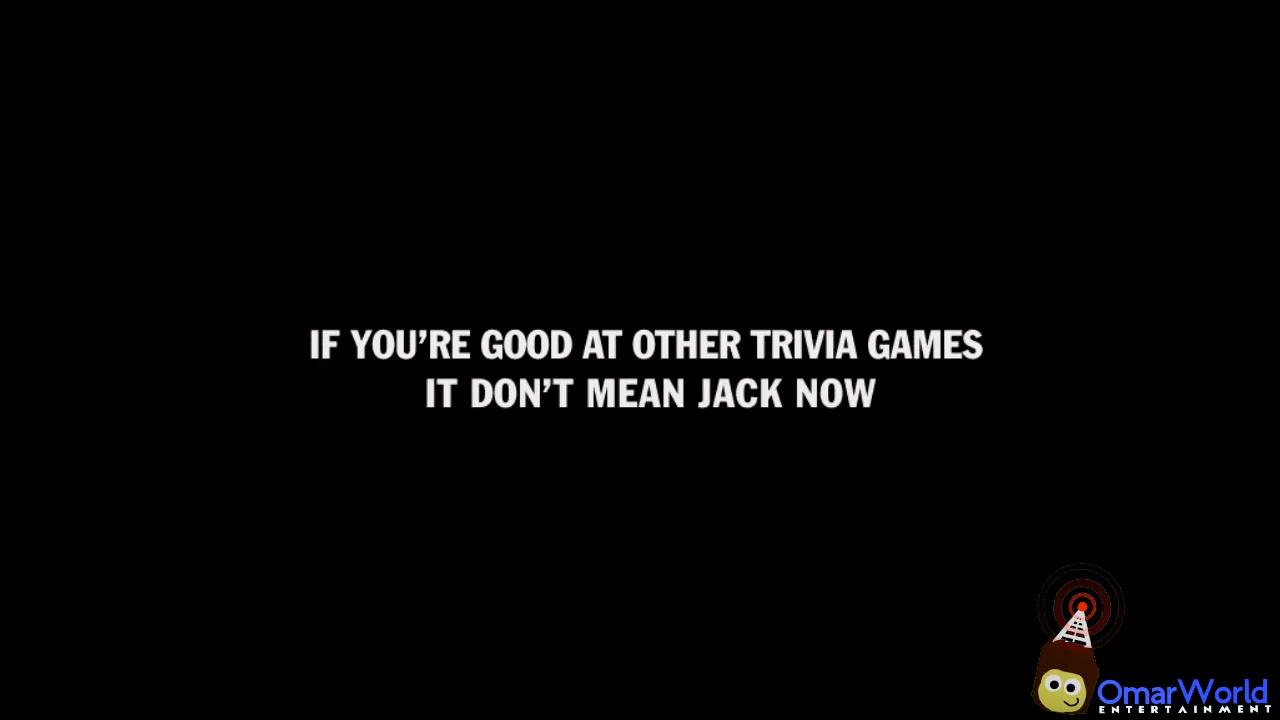 IF YOU’RE GOOD AT OTHER TRIVIA GAMES
IT DON’T MEAN JACK NOW
OmarWorld
ENTERTAINMENT